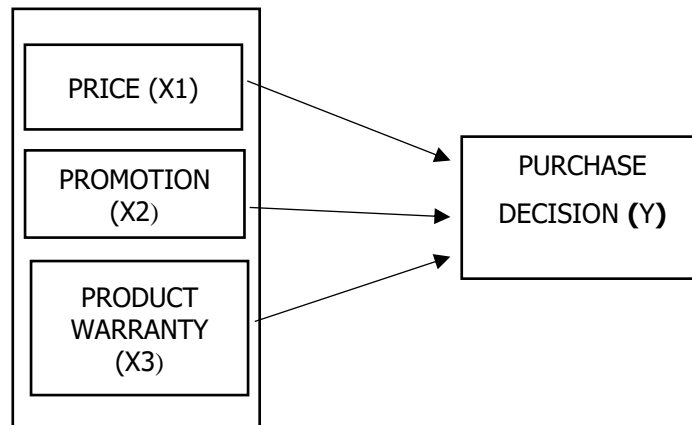 PRICE (X1)
PROMOTION
(X2)
PRODUCT
WARRANTY
(X3)
PURCHASE
DECISION (Y)